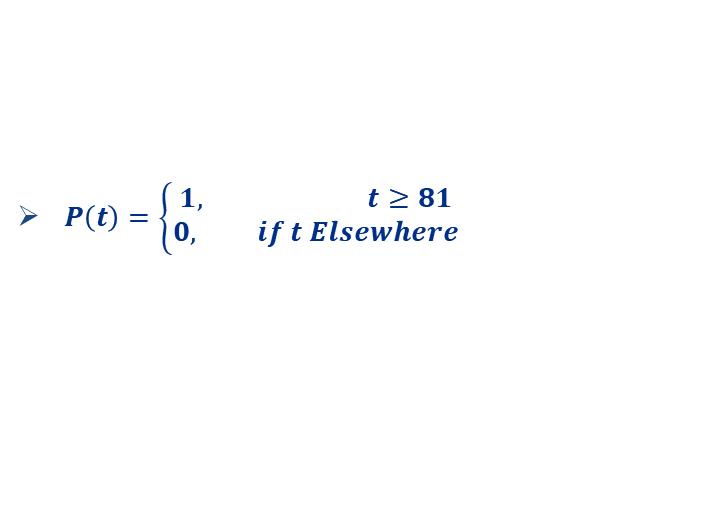 ➢ P(t) = { 1, t ≥ 81
0, if t Elsewhere